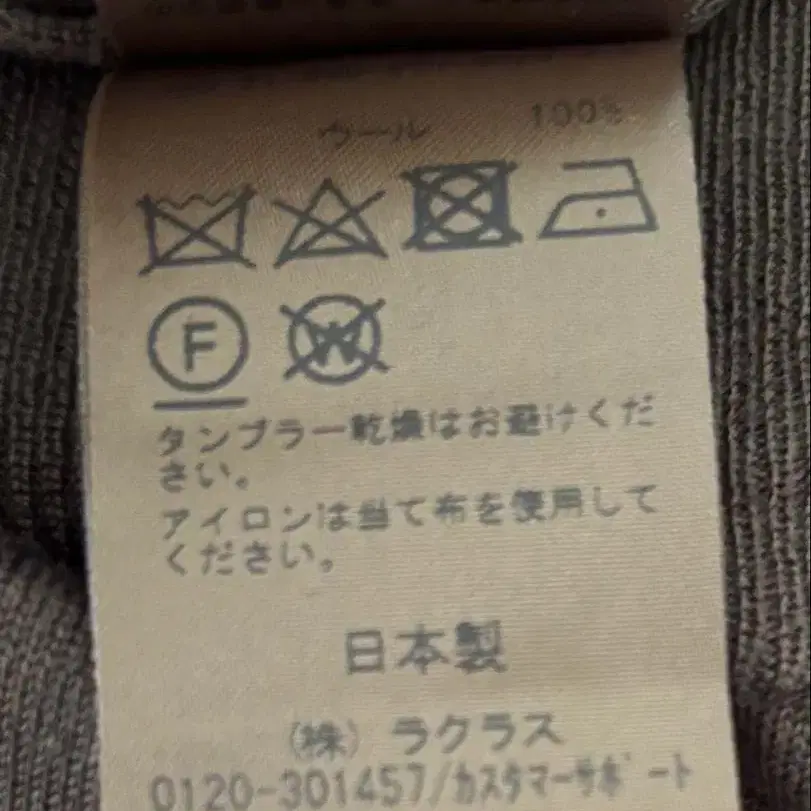 ウール 100%
F W
タンブラー乾燥はお避けくだ
さい。
アイロンは当て布を使用して
ください。
日本製
(株) ラクラス
0120-301457/カスタマーサポート